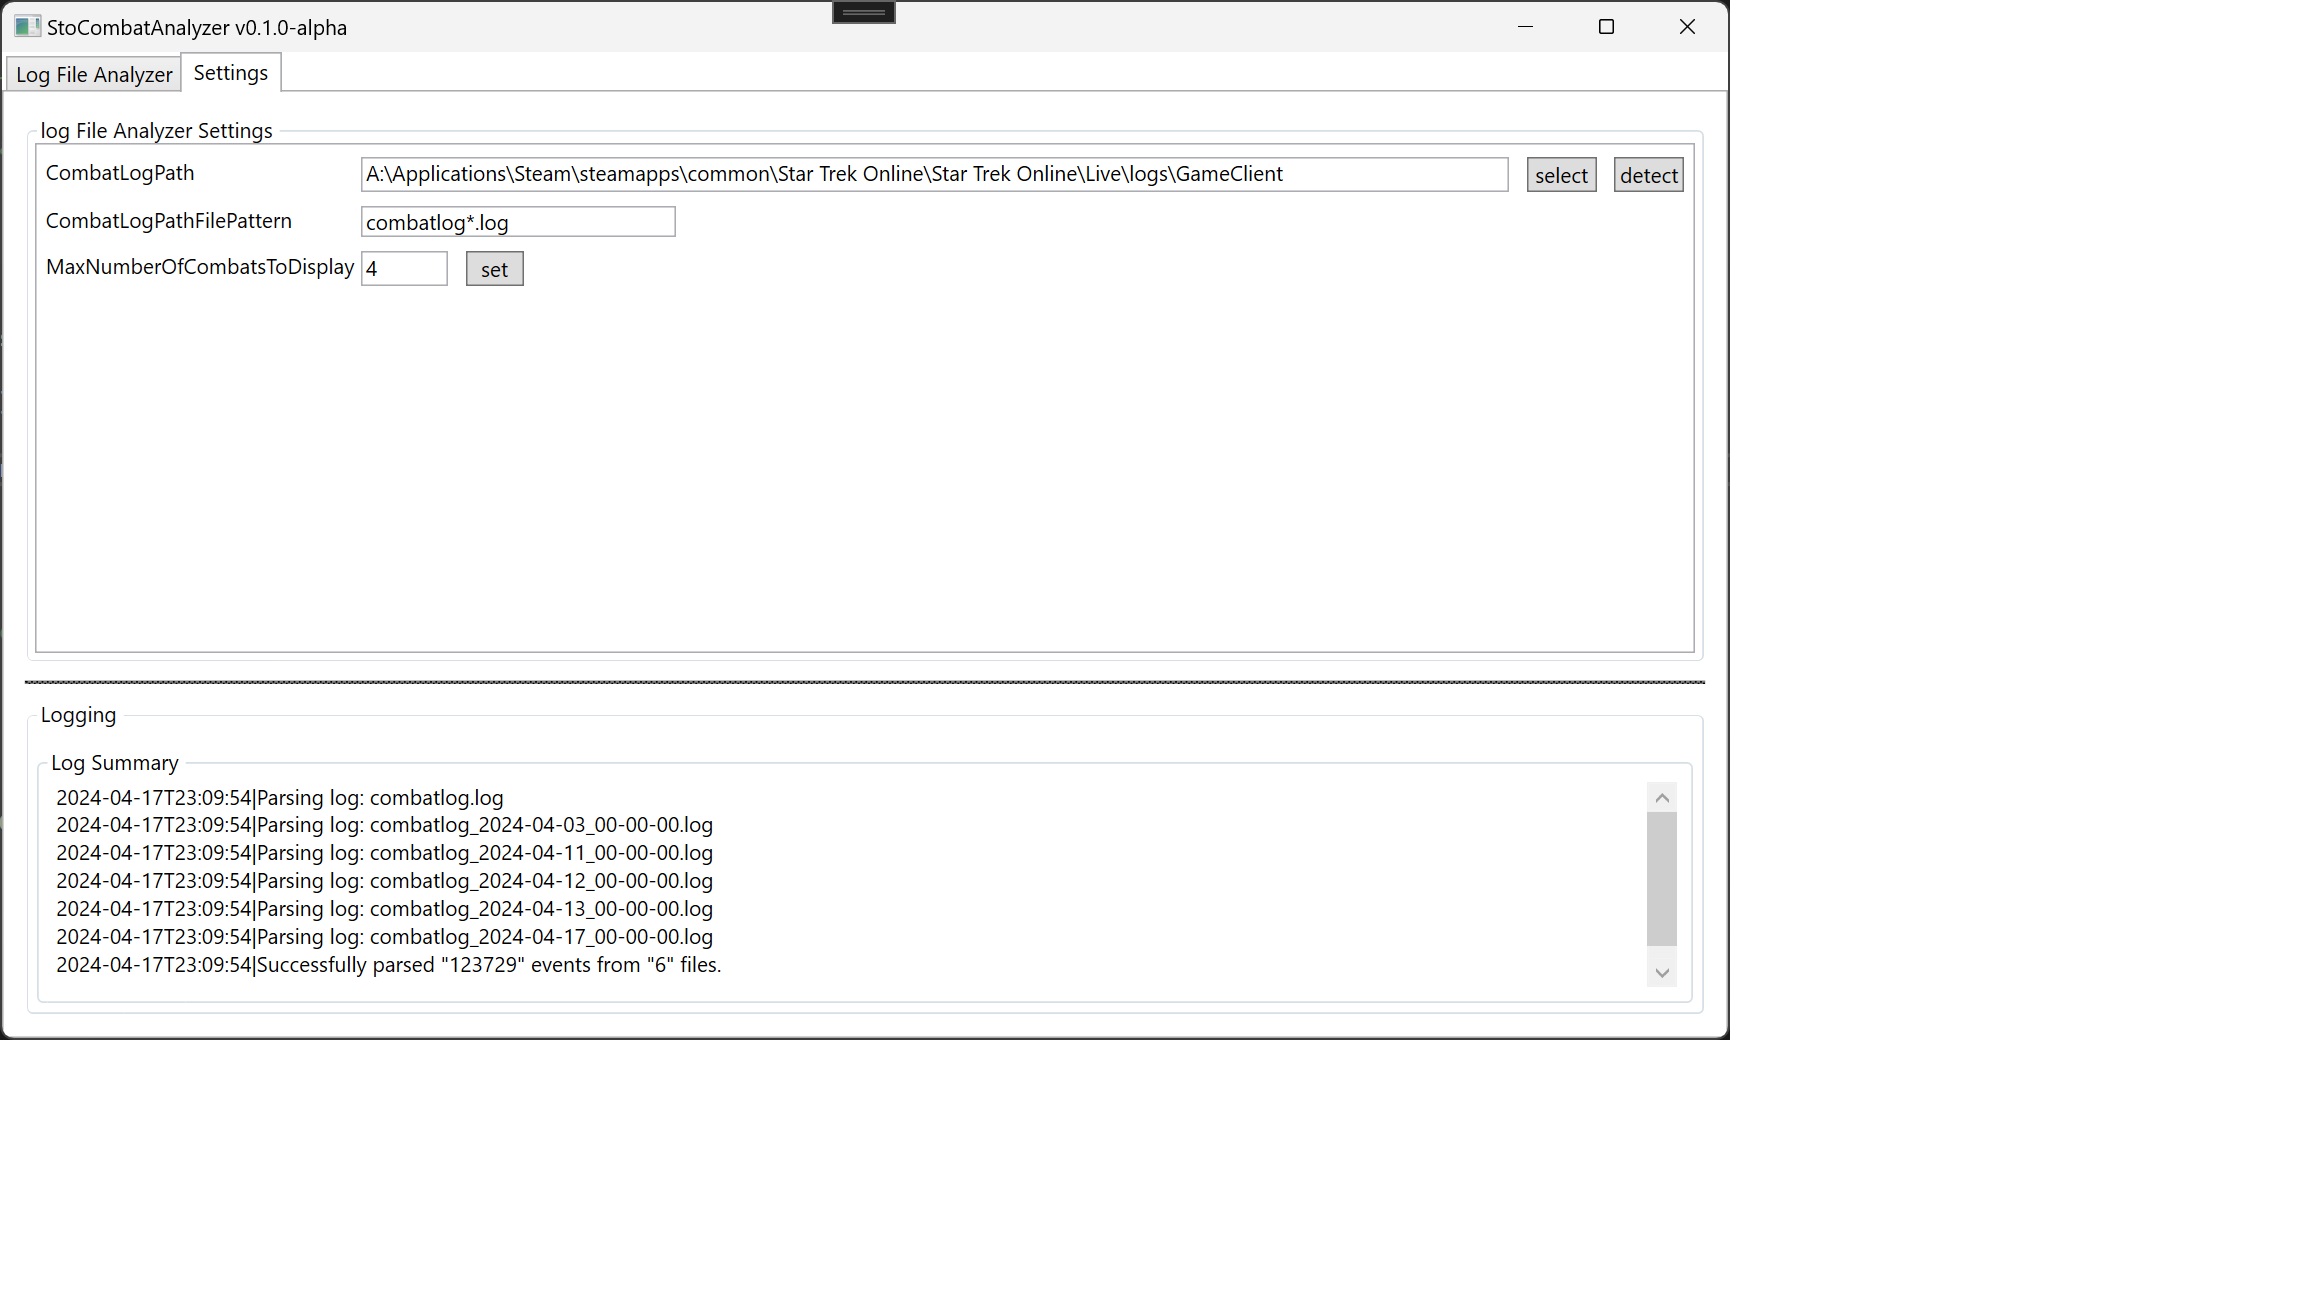 StoCombatAnalyzer v0.1.0-alpha
Log File Analyzer Settings
log File Analyzer Settings
CombatLogPath A:\Applications\Steam\steamapps\common\Star Trek Online\Star Trek Online\Live\logs\GameClient select detect
CombatLogPathFilePattern combatlog*.log
MaxNumberOfCombatsToDisplay 4 set
Logging
Log Summary
2024-04-17T23:09:54|Parsing log: combatlog.log
2024-04-17T23:09:54|Parsing log: combatlog_2024-04-03_00-00-00.log
2024-04-17T23:09:54|Parsing log: combatlog_2024-04-11_00-00-00.log
2024-04-17T23:09:54|Parsing log: combatlog_2024-04-12_00-00-00.log
2024-04-17T23:09:54|Parsing log: combatlog_2024-04-13_00-00-00.log
2024-04-17T23:09:54|Parsing log: combatlog_2024-04-17_00-00-00.log
2024-04-17T23:09:54|Successfully parsed "123729" events from "6" files.